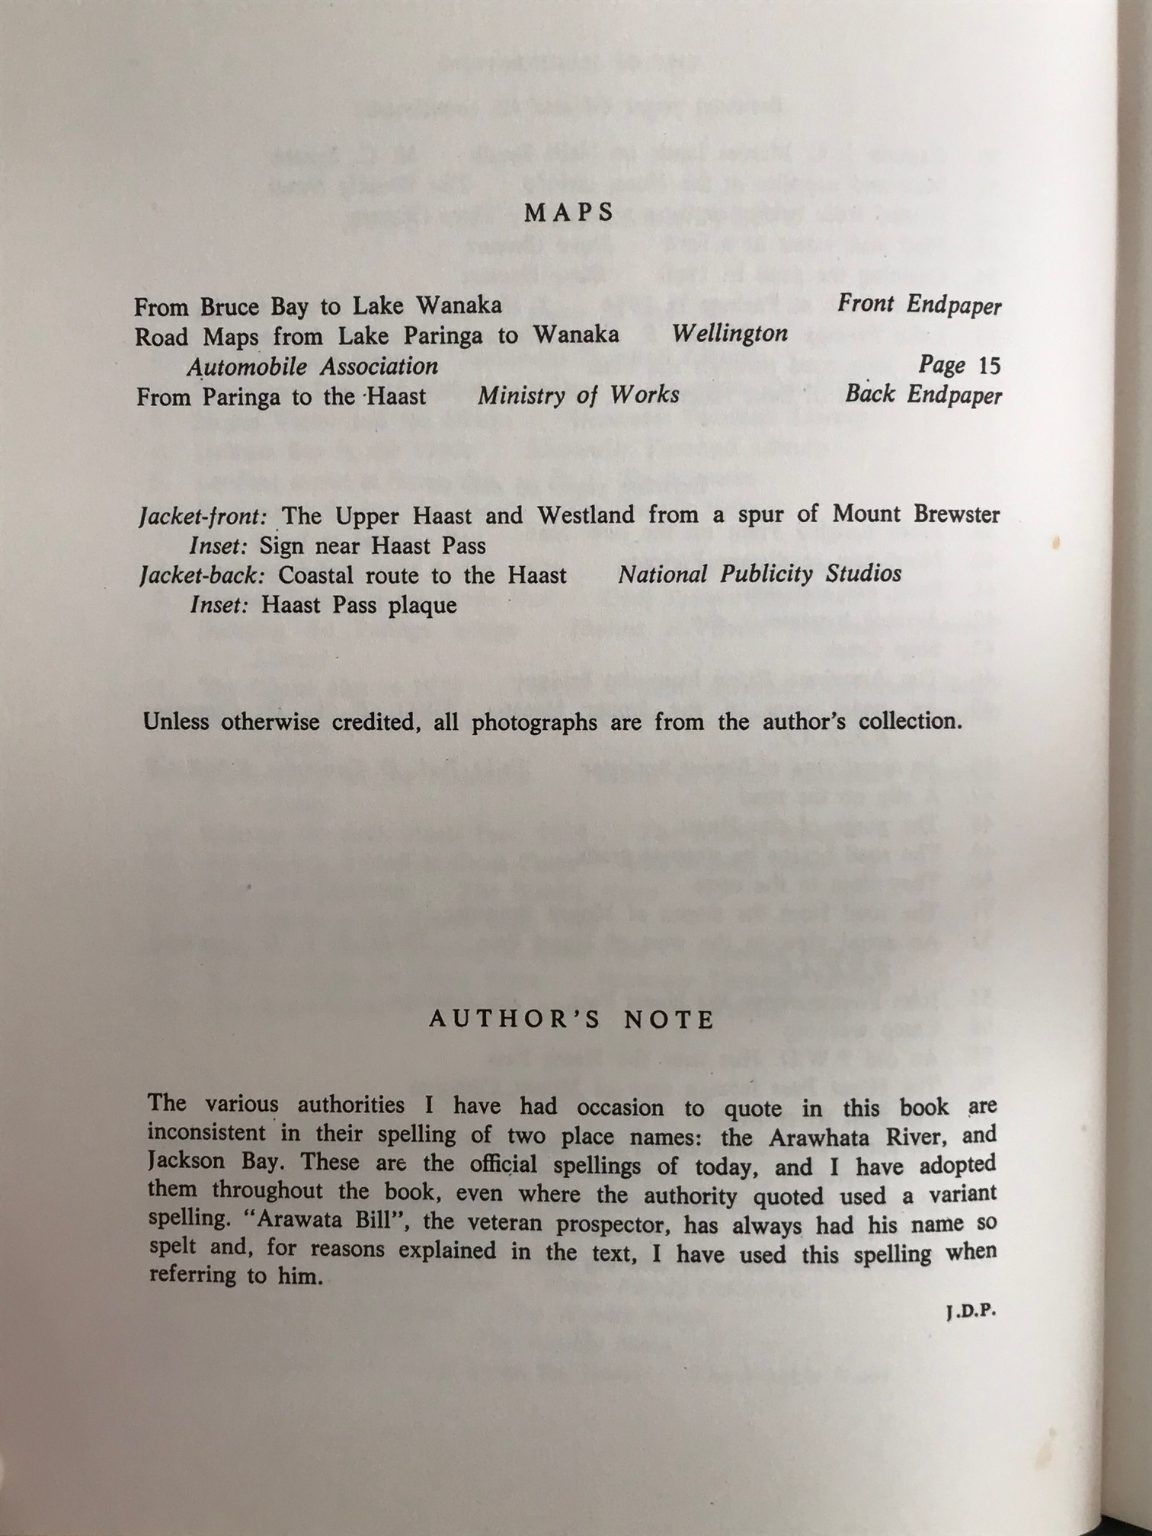 MAPS
From Bruce Bay to Lake Wanaka Front Endpaper
Road Maps from Lake Paringa to Wanaka Wellington
Automobile Association Page 15
From Paringa to the Haast Ministry of Works Back Endpaper
Jacket-front: The Upper Haast and Westland from a spur of Mount Brewster
Inset: Sign near Haast Pass
Jacket-back: Coastal route to the Haast National Publicity Studios
Inset: Haast Pass plaque
Unless otherwise credited, all photographs are from the author's collection.
AUTHOR'S NOTE
The various authorities I have had occasion to quote in this book are
inconsistent in their spelling of two place names: the Arawhata River, and
Jackson Bay. These are the official spellings of today, and I have adopted
them throughout the book, even where the authority quoted used a variant
spelling. “Arawata Bill”, the veteran prospector, has always had his name so
spelt and, for reasons explained in the text, I have used this spelling when
referring to him.
J.D.P.